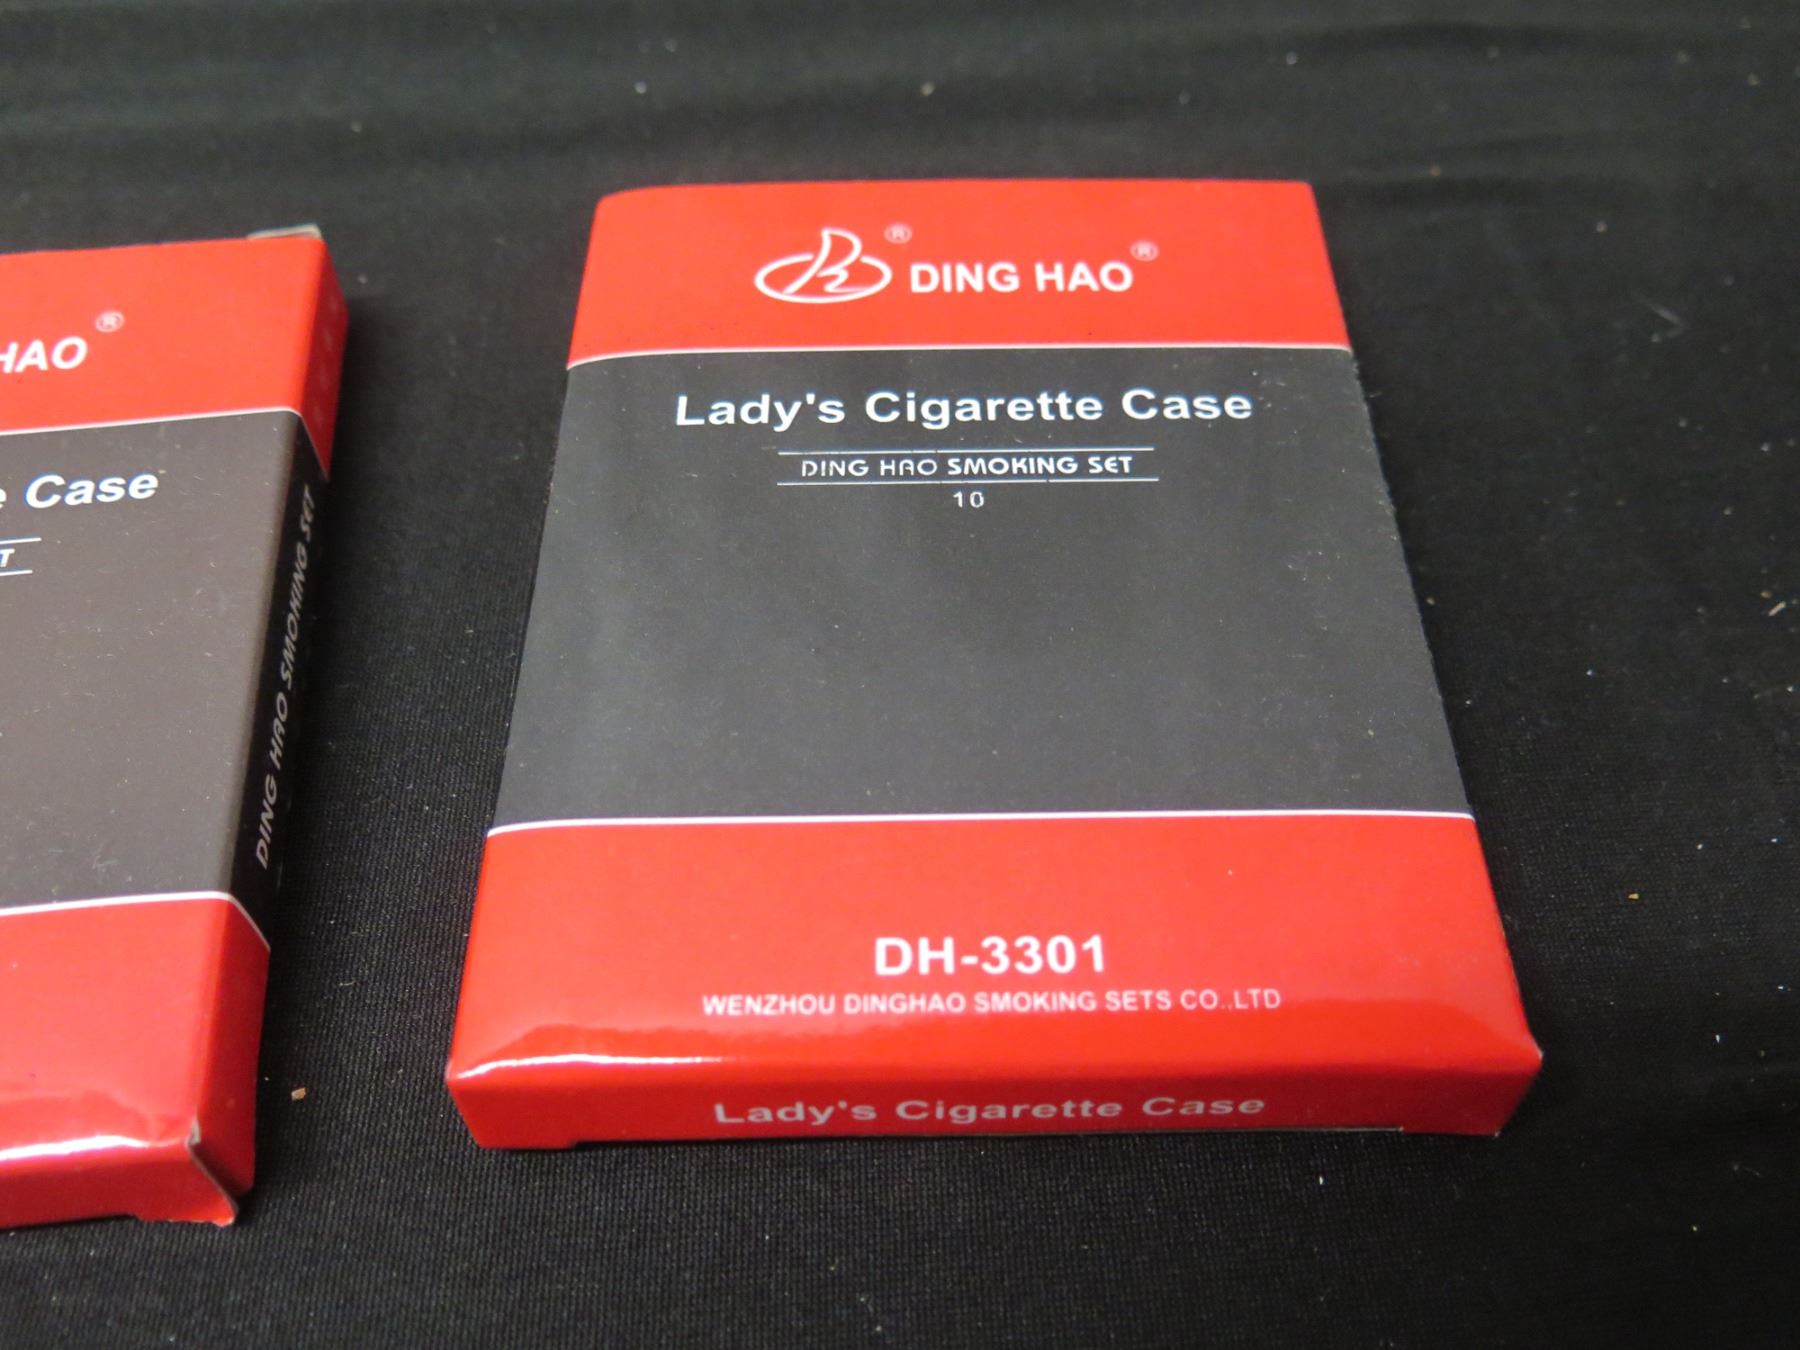 HAO ®
Case
DING HAO SMOKING SET
® DING HAO ®
Lady's Cigarette Case
DING HAO SMOKING SET
10
DH-3301
WENZHOU DINGHAO SMOKING SETS CO.,LTD
Lady's Cigarette Case